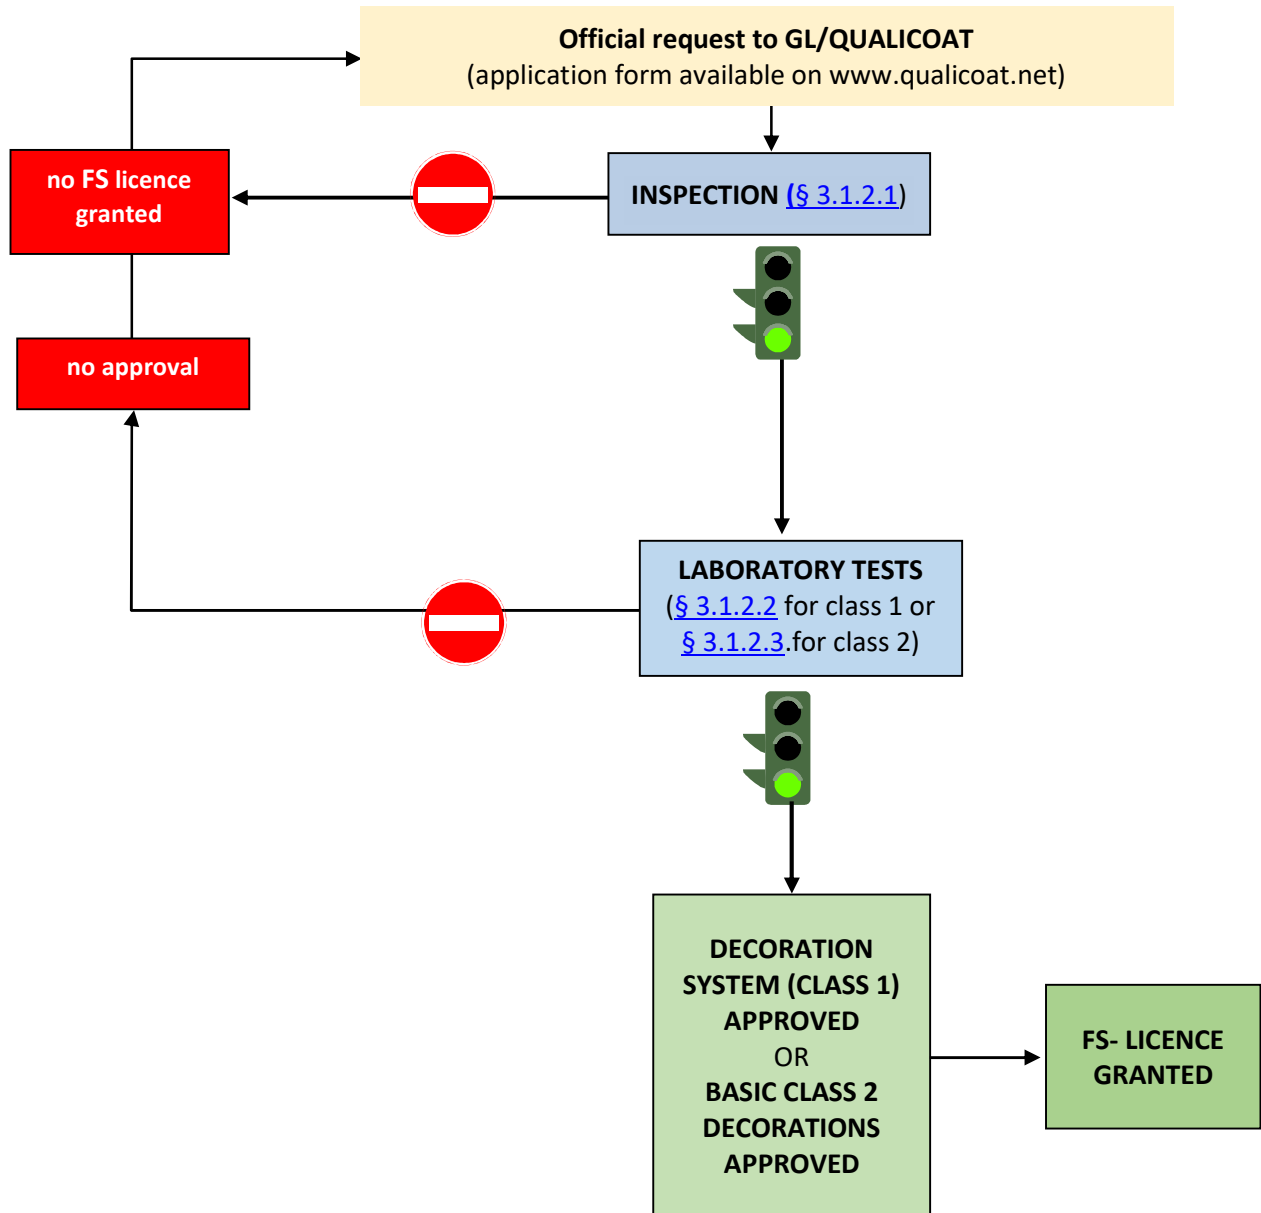 Official request to GL/QUALICOAT
(application form available on www.qualicoat.net)
no FS licence
granted
INSPECTION (§ 3.1.2.1)
no approval
LABORATORY TESTS
(§ 3.1.2.2 for class 1 or
§ 3.1.2.3.for class 2)
DECORATION
SYSTEM (CLASS 1)
APPROVED
OR
BASIC CLASS 2
DECORATIONS
APPROVED
FS- LICENCE
GRANTED